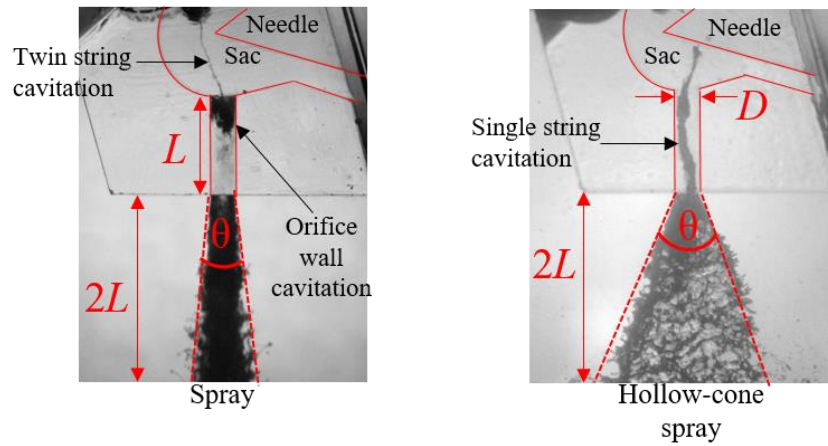 Needle
Sac
Twin string
cavitation
L
Orifice
wall
cavitation
θ
2L
Spray
Needle
Sac
D
Single string
cavitation
θ
2L
Hollow-cone
spray